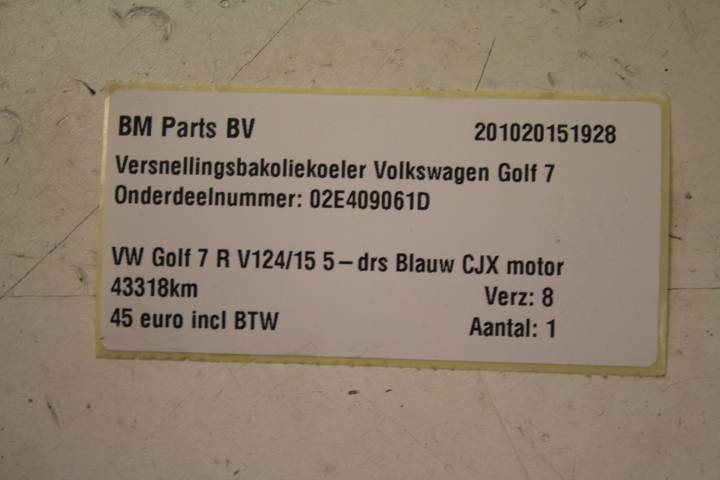 BM Parts BV 201020151928
Versnellingsbakoliekoeler Volkswagen Golf 7
Onderdeelnummer: 02E409061D
VW Golf 7 R V124/15 5-drs Blauw CJX motor
43318km Verz: 8
45 euro incl BTW Aantal: 1